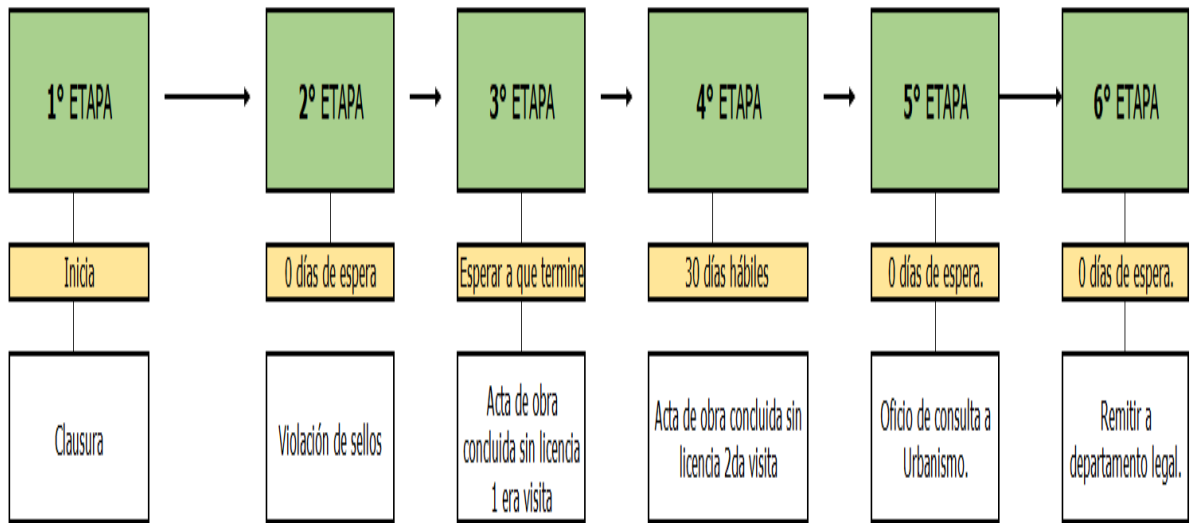 1° ETAPA
2° ETAPA
3° ETAPA
4° ETAPA
5° ETAPA
6° ETAPA
Inicia
0 días de espera
Esperar a que termine
30 días hábiles
0 días de espera.
0 días de espera.
Clausura
Violación de sellos
Acta de obra
concluida sin licencia
1 era visita
Acta de obra concluida sin
licencia 2da visita
Oficio de consulta a
Urbanismo.
Remitir a
departamento legal.